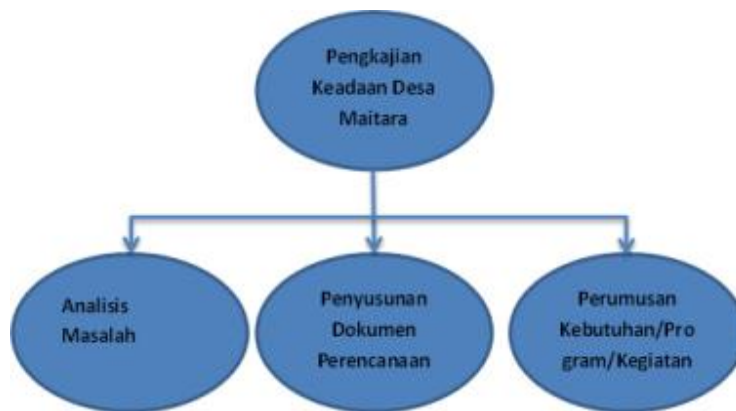 Pengkajian
Keadaan Desa
Maitara
Analisis
Masalah
Penyusunan
Dokumen
Perencanaan
Perumusan
Kebutuhan/Pro
gram/Kegiatan